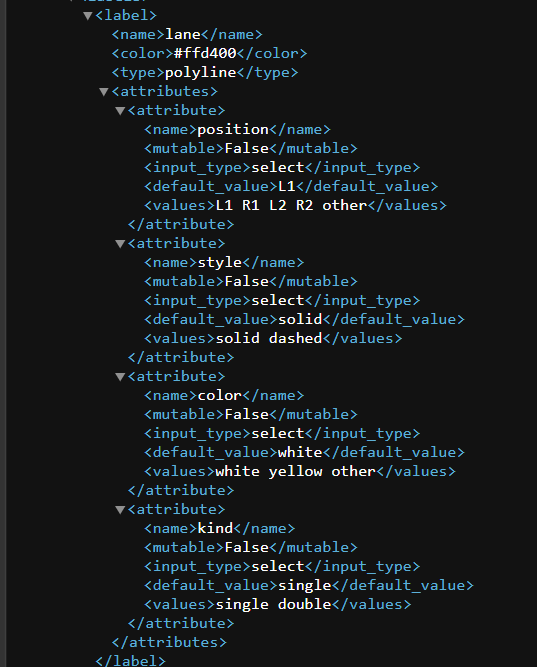 <label>
<name>lane</name>
<color>#ffd400</color>
<type>polyline</type>
<attributes>
<attribute>
<name>position</name>
<mutable>False</mutable>
<input_type>select</input_type>
<default_value>L1</default_value>
<values>L1 R1 L2 R2 other</values>
</attribute>
<attribute>
<name>style</name>
<mutable>False</mutable>
<input_type>select</input_type>
<default_value>solid</default_value>
<values>solid dashed</values>
</attribute>
<attribute>
<name>color</name>
<mutable>False</mutable>
<input_type>select</input_type>
<default_value>white</default_value>
<values>white yellow other</values>
</attribute>
<attribute>
<name>kind</name>
<mutable>False</mutable>
<input_type>select</input_type>
<default_value>single</default_value>
<values>single double</values>
</attribute>
</attributes>
</label>